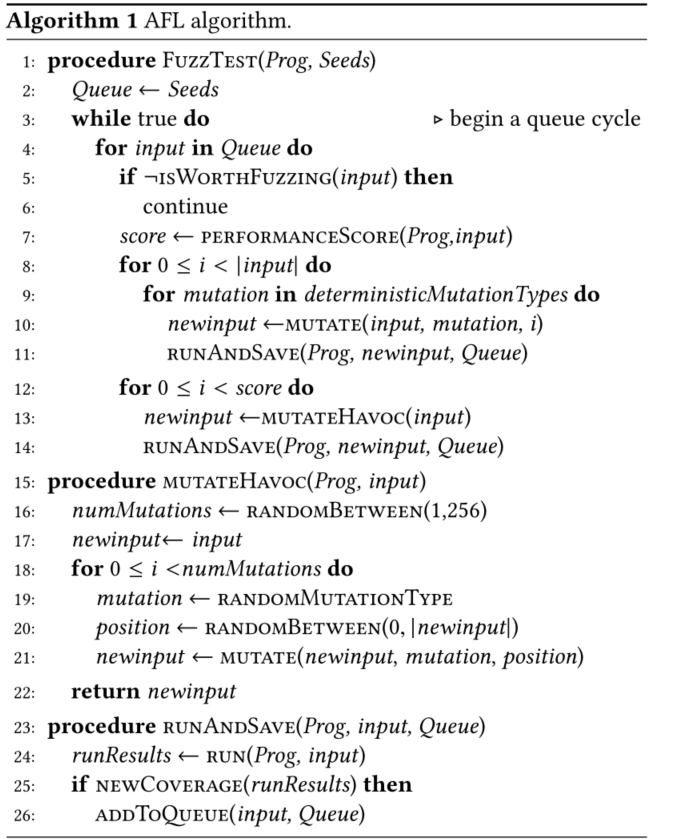 Algorithm 1 AFL algorithm.
1: procedure FuzzTest(Prog, Seeds)
2: Queue ← Seeds
3: while true do ▷ begin a queue cycle
4: for input in Queue do
5: if ¬isWorthFuzzing(input) then
6: continue
7: score ← performanceScore(Prog,input)
8: for 0 ≤ i < |input| do
9: for mutation in deterministicMutationTypes do
10: newinput ←mutate(input, mutation, i)
11: runAndSave(Prog, newinput, Queue)
12: for 0 ≤ i < score do
13: newinput ←mutateHavoc(input)
14: runAndSave(Prog, newinput, Queue)
15: procedure mutateHavoc(Prog, input)
16: numMutations ← randomBetween(1,256)
17: newinput← input
18: for 0 ≤ i <numMutations do
19: mutation ← randomMutationType
20: position ← randomBetween(0, |newinput|)
21: newinput ← mutate(newinput, mutation, position)
22: return newinput
23: procedure runAndSave(Prog, input, Queue)
24: runResults ← run(Prog, input)
25: if newCoverage(runResults) then
26: addToQueue(input, Queue)